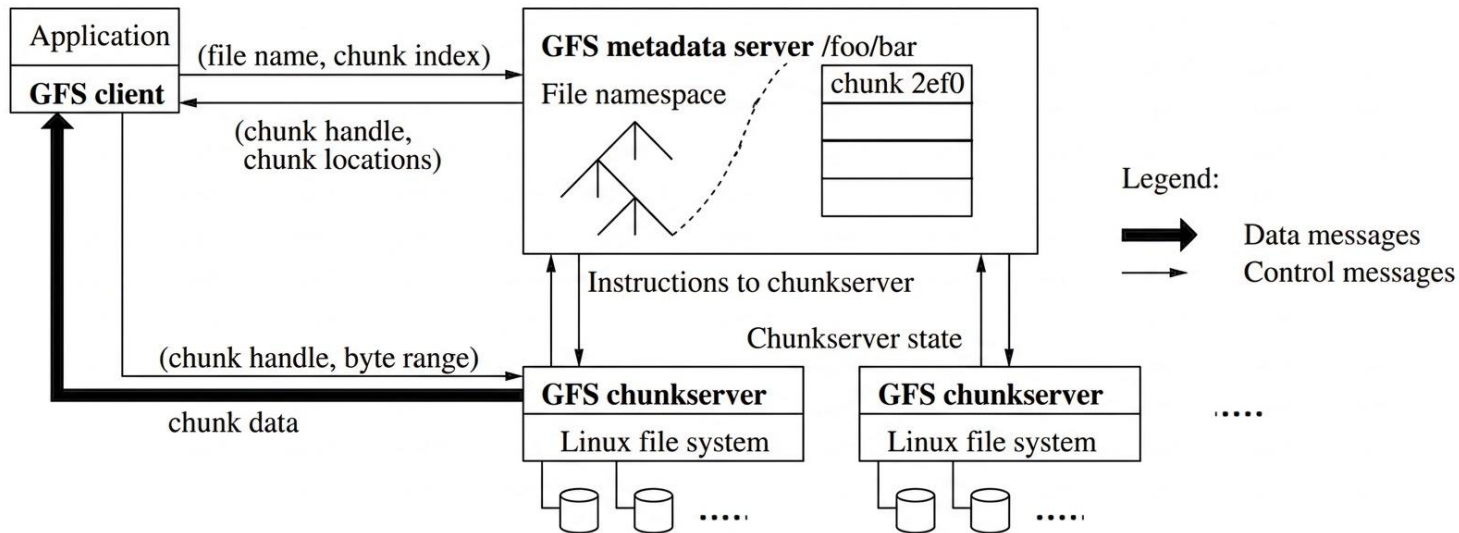 Application
GFS client
(file name, chunk index)
(chunk handle,
chunk locations)
GFS metadata server /foo/bar
File namespace
chunk 2ef0
Legend:
Data messages
Control messages
Instructions to chunkserver
Chunkserver state
(chunk handle, byte range)
chunk data
GFS chunkserver
Linux file system
GFS chunkserver
Linux file system